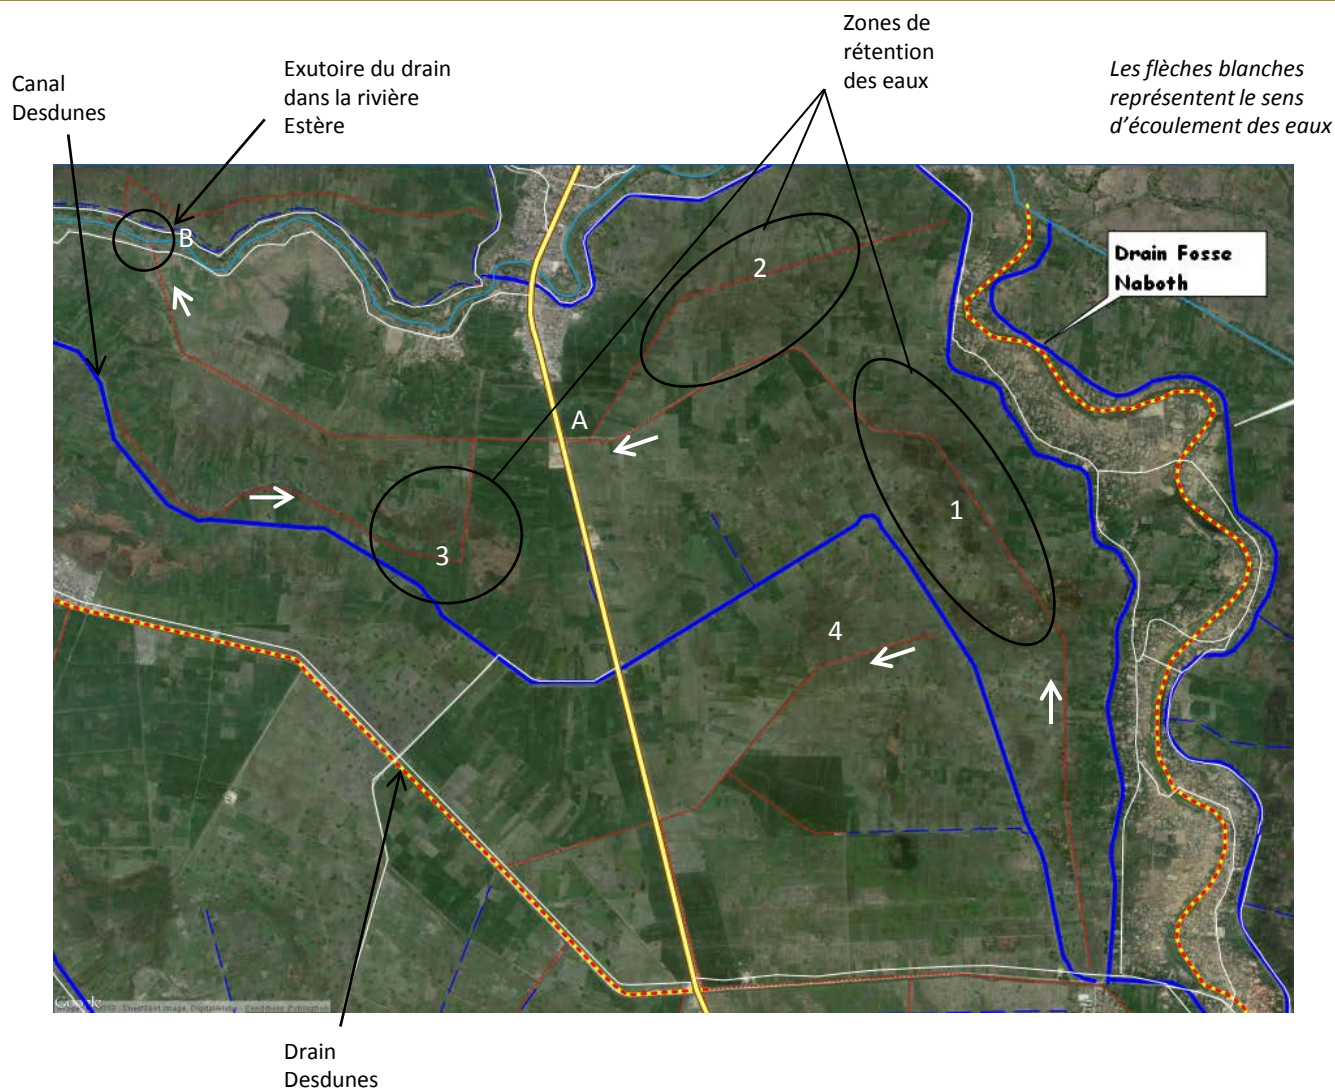 Zones de
rétention
des eaux
Canal
Desdunes
Exutoire du drain
dans la rivière
Estère
Les flèches blanches
représentent le sens
d'écoulement des eaux
B
2
Drain Fosse
Naboth
A
1
3
4
Google
Drain
Desdunes